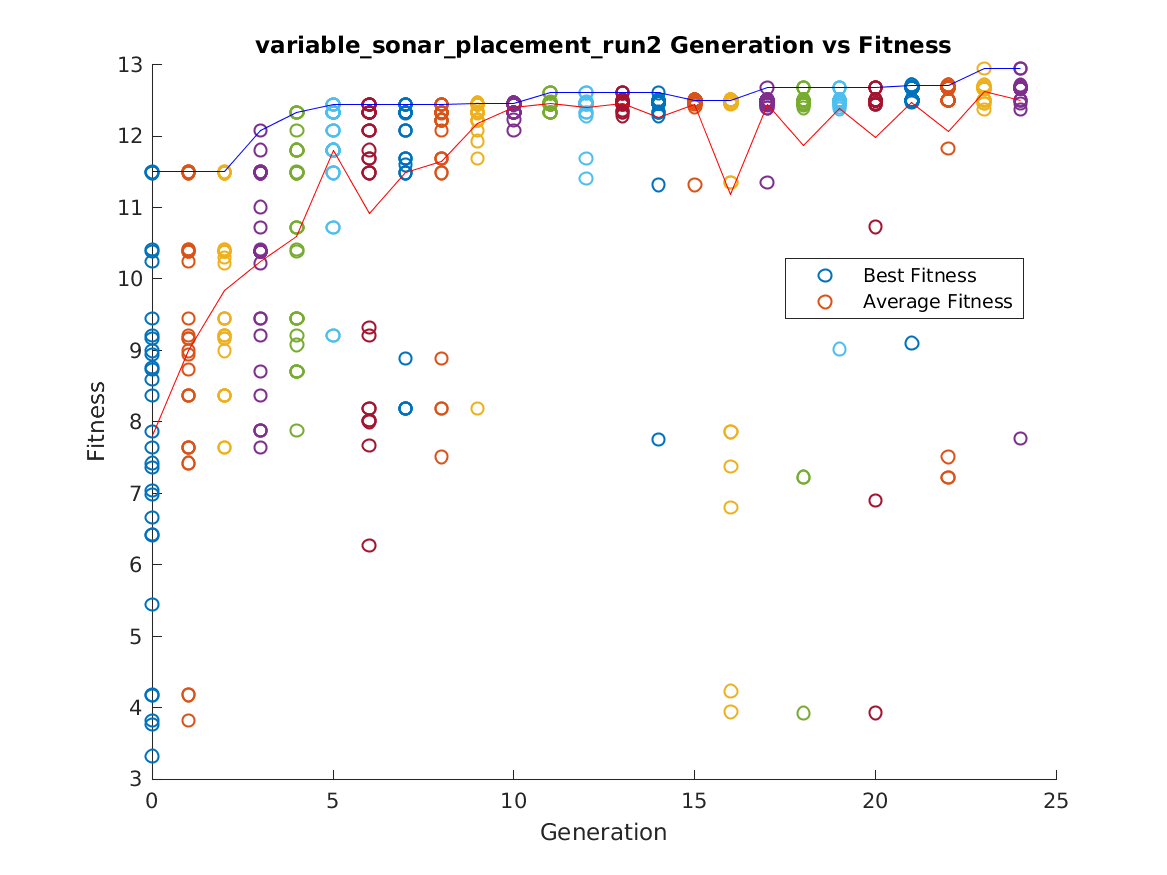 variable_sonar_placement_run2 Generation vs Fitness
13
12
11
10
9
8
7
6
5
4
3
Fitness
Best Fitness
Average Fitness
0 5 10 15 20 25
Generation